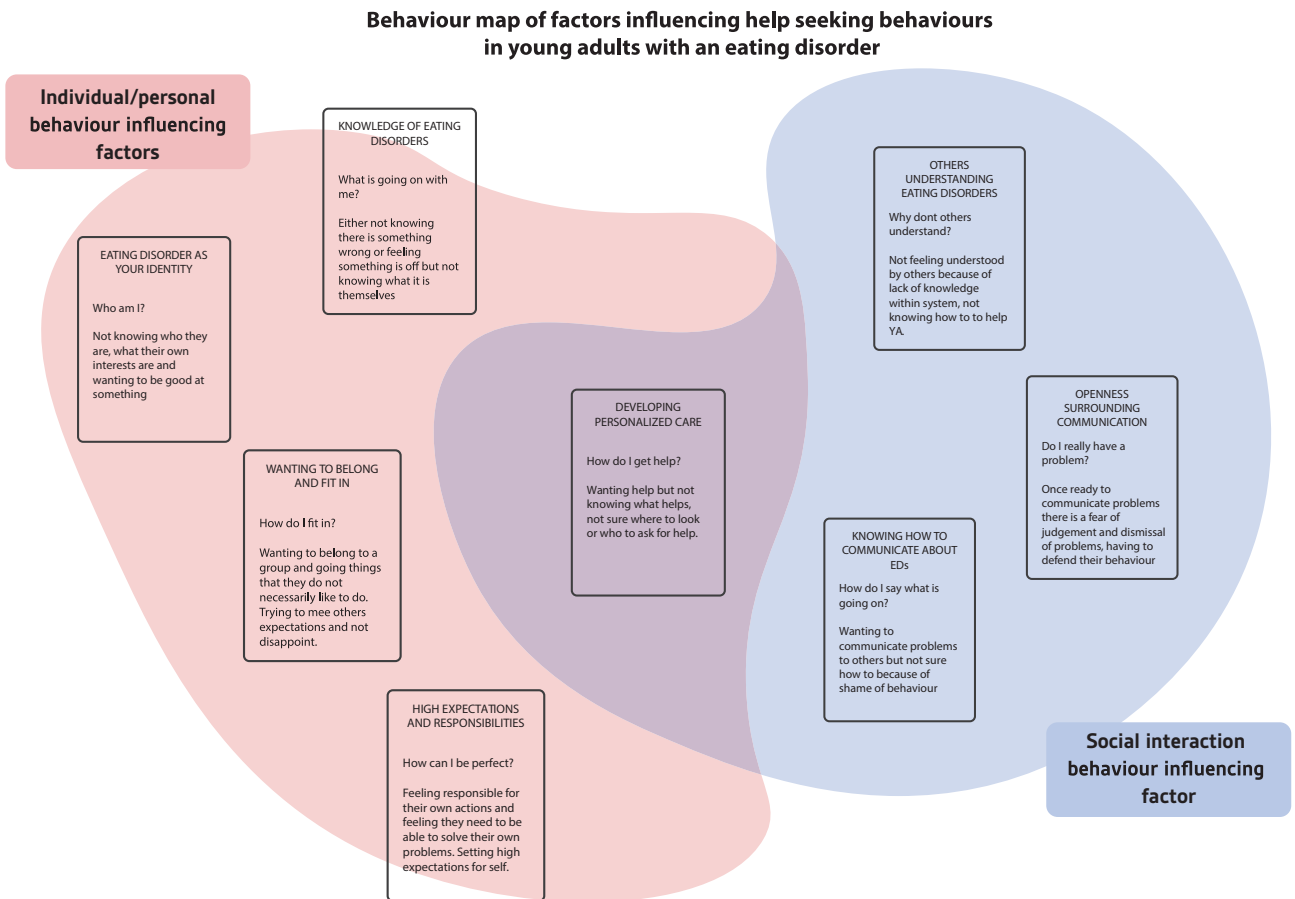 Behaviour map of factors influencing help seeking behaviours
in young adults with an eating disorder
Individual/personal
behaviour influencing
factors
KNOWLEDGE OF EATING
DISORDERS
What is going on with
me?
Either not knowing
there is something
wrong or feeling
something is off but not
knowing what it is
themselves
EATING DISORDER AS
YOUR IDENTITY
Who am I?
Not knowing who they
are, what their own
interests are and
wanting to be good at
something
WANTING TO BELONG
AND FIT IN
How do I fit in?
Wanting to belong to a
group and going things
that they do not
necessarily like to do.
Trying to mee others
expectations and not
disappoint.
HIGH EXPECTATIONS
AND RESPONSIBILITIES
How can I be perfect?
Feeling responsible for
their own actions and
feeling they need to be
able to solve their own
problems. Setting high
expectations for self.
DEVELOPING
PERSONALIZED CARE
How do I get help?
Wanting help but not
knowing what helps,
not sure where to look
or who to ask for help.
OTHERS
UNDERSTANDING
EATING DISORDERS
Why dont others
understand?
Not feeling understood
by others because of
lack of knowledge
within system, not
knowing how to to help
YA.
OPENNESS
SURROUNDING
COMMUNICATION
Do I really have a
problem?
Once ready to
communicate problems
there is a fear of
judgement and dismissal
of problems, having to
defend their behaviour
KNOWING HOW TO
COMMUNICATE ABOUT
EDs
How do I say what is
going on?
Wanting to
communicate problems
to others but not sure
how to because of
shame of behaviour
Social interaction
behaviour influencing
factor